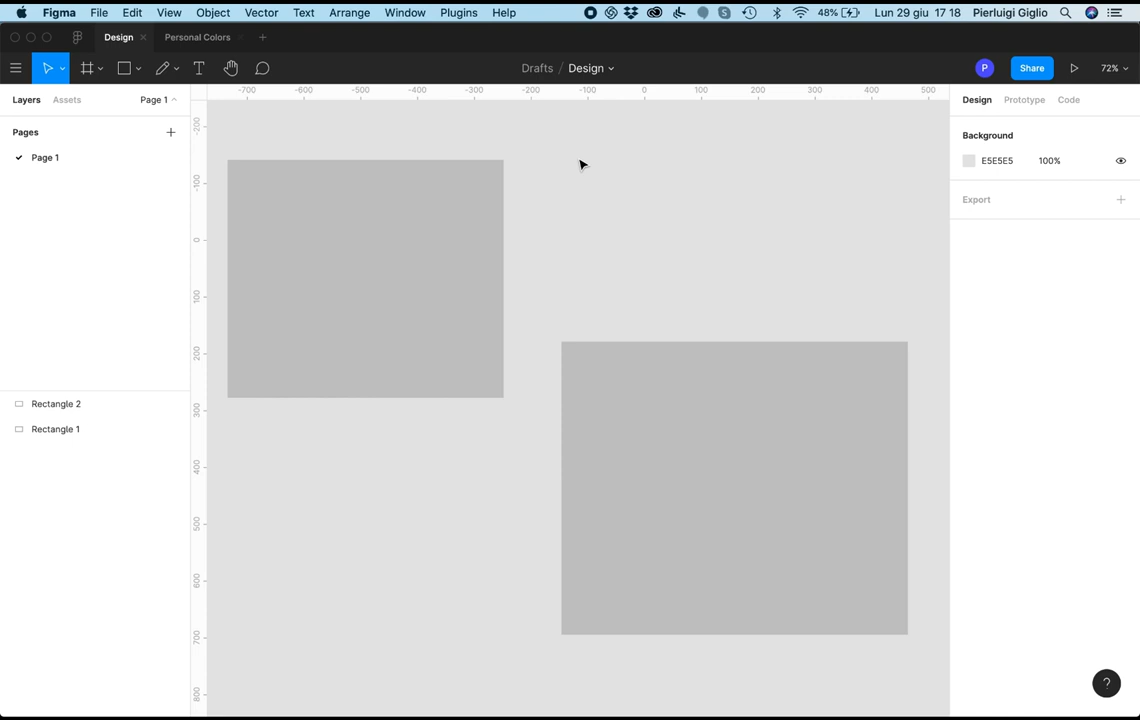 Figma File Edit View Object Vector Text Arrange Window Plugins Help 48% Lun 29 giu 17 18 Pierluigi Giglio
Design Personal Colors
Drafts / Design P Share 72%
Layers Assets Page 1
-700 -600 -500 -400 -300 -200 -100 0 100 200 300 400 500
Design Prototype Code
Pages
Page 1
Background
E5E5E5 100%
Export
-200
-100
0
100
200
300
400
500
600
700
800
Rectangle 2
Rectangle 1
?